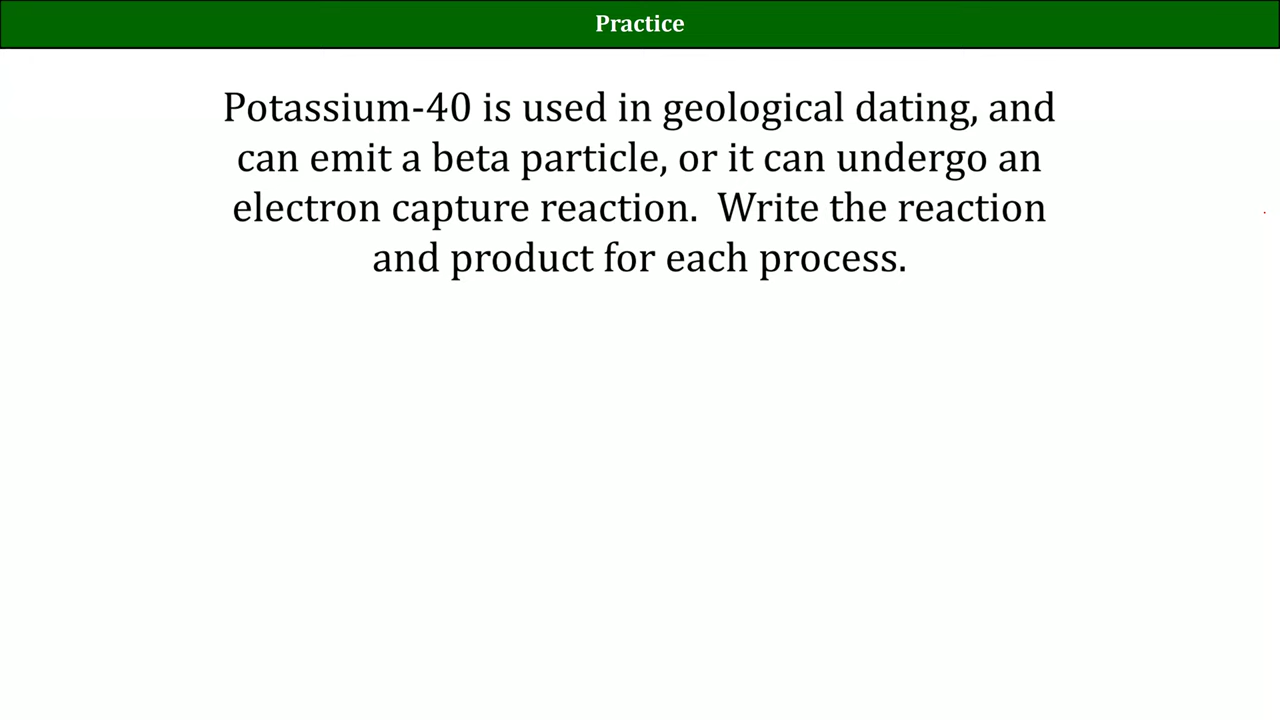 Practice
Potassium-40 is used in geological dating, and
can emit a beta particle, or it can undergo an
electron capture reaction.  Write the reaction
and product for each process.